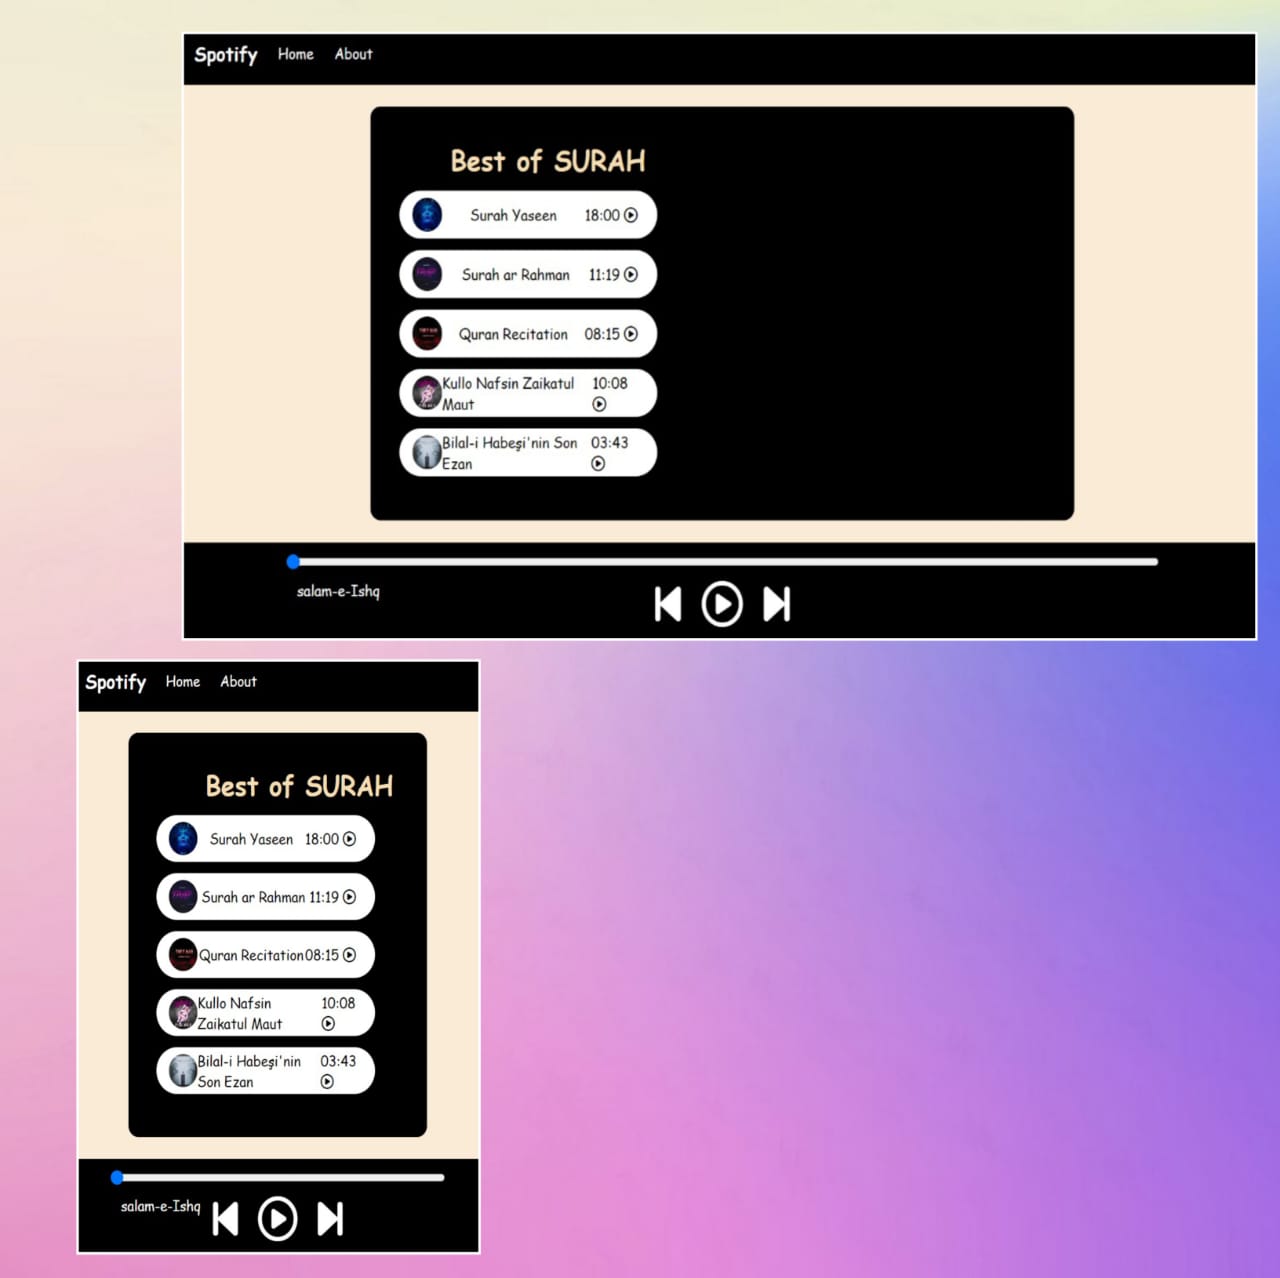 Spotify Home About
Best of SURAH
Surah Yaseen 18:00
Surah ar Rahman 11:19
Quran Recitation 08:15
Kullo Nafsin Zaikatul 10:08
Maut
Bilal-i Habeşi'nin Son 03:43
Ezan
salam-e-Ishq
Spotify Home About
Best of SURAH
Surah Yaseen 18:00
Surah ar Rahman 11:19
Quran Recitation 08:15
Kullo Nafsin 10:08
Zaikatul Maut
Bilal-i Habeşi'nin 03:43
Son Ezan
salam-e-Ishq